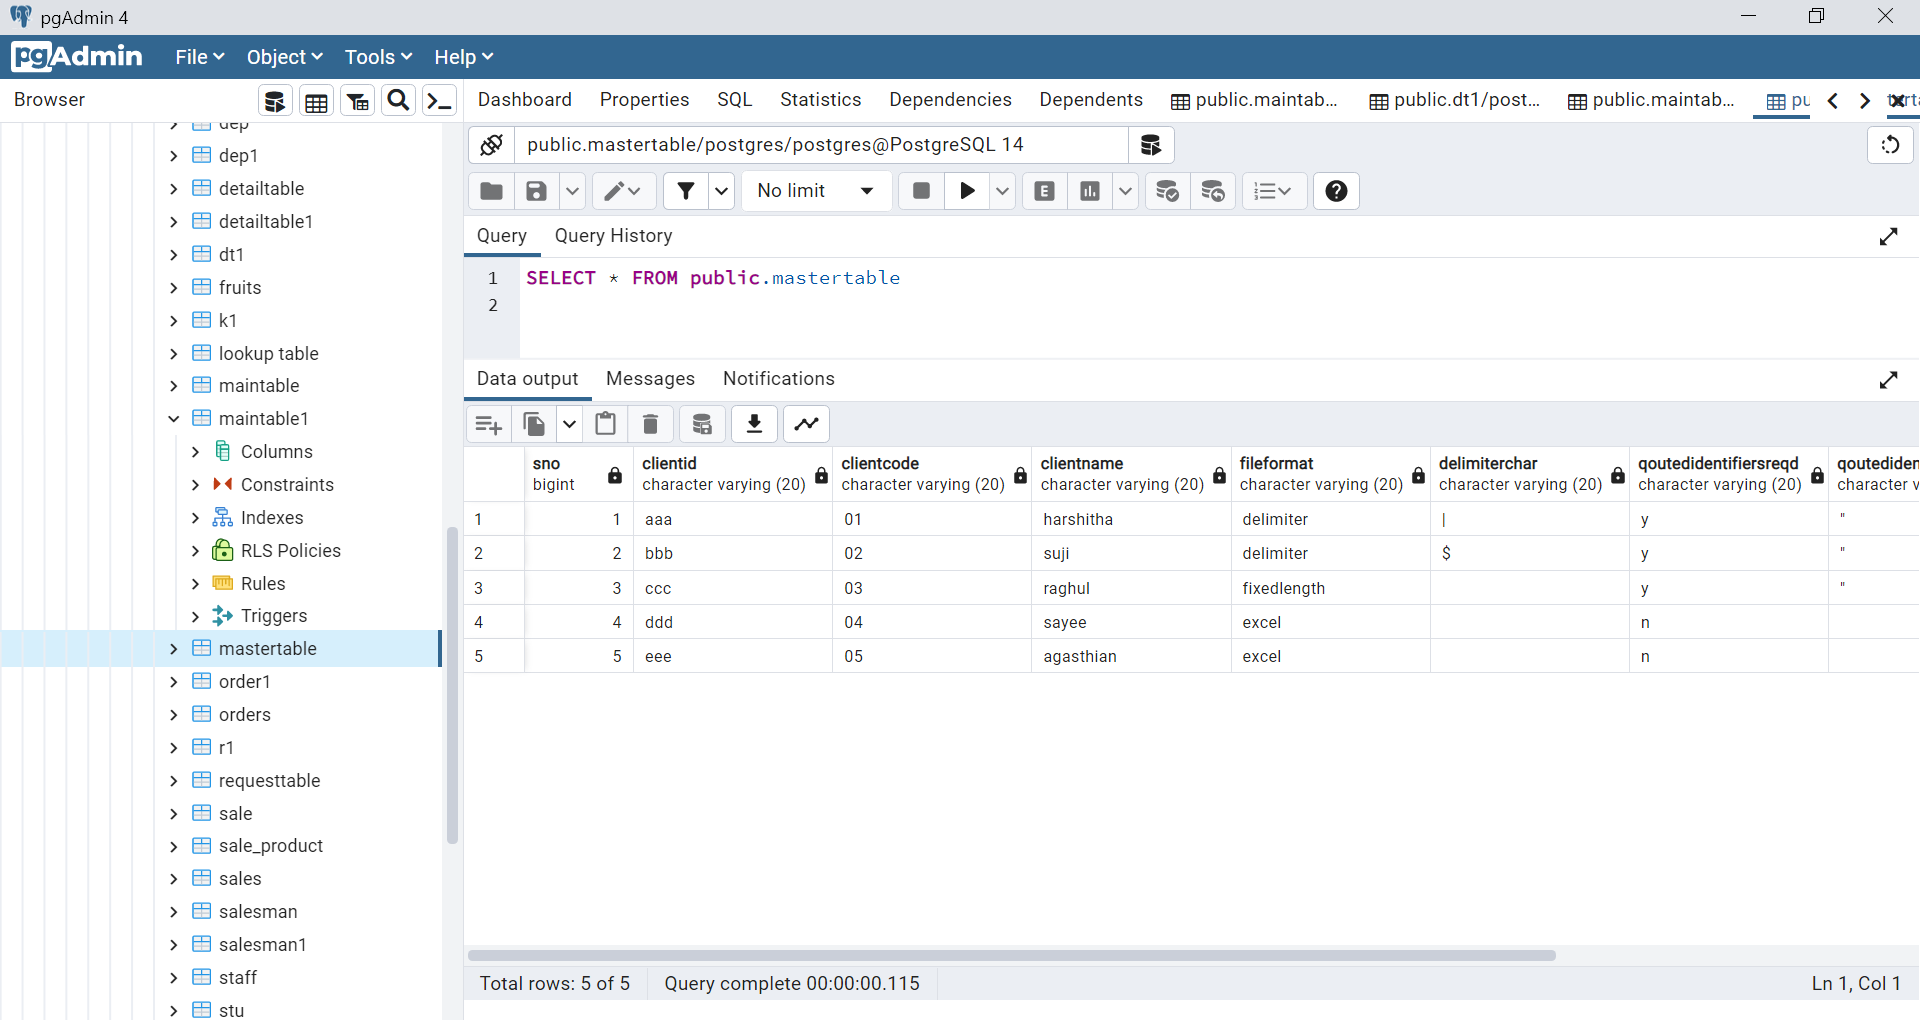 pgAdmin 4
pgAdmin File Object Tools Help
Browser
Dashboard Properties SQL Statistics Dependencies Dependents public.maintab... public.dt1/post... public.maintab... pu
dep
dep1
detailtable
detailtable1
dt1
fruits
k1
lookup table
maintable
maintable1
Columns
Constraints
Indexes
RLS Policies
Rules
Triggers
mastertable
order1
orders
r1
requesttable
sale
sale_product
sales
salesman
salesman1
staff
stu
public.mastertable/postgres/postgres@PostgreSQL 14
No limit
E
Query Query History
1 SELECT * FROM public.mastertable
2
Data output Messages Notifications
sno clientid clientcode clientname fileformat delimiterchar qoutedidentifiersreqd qoutediden
bigint character varying (20) character varying (20) character varying (20) character varying (20) character varying (20) character varying (20) character v
1 1 aaa 01 harshitha delimiter | y "
2 2 bbb 02 suji delimiter $ y "
3 3 ccc 03 raghul fixedlength y "
4 4 ddd 04 sayee excel n
5 5 eee 05 agasthian excel n
Total rows: 5 of 5 Query complete 00:00:00.115 Ln 1, Col 1